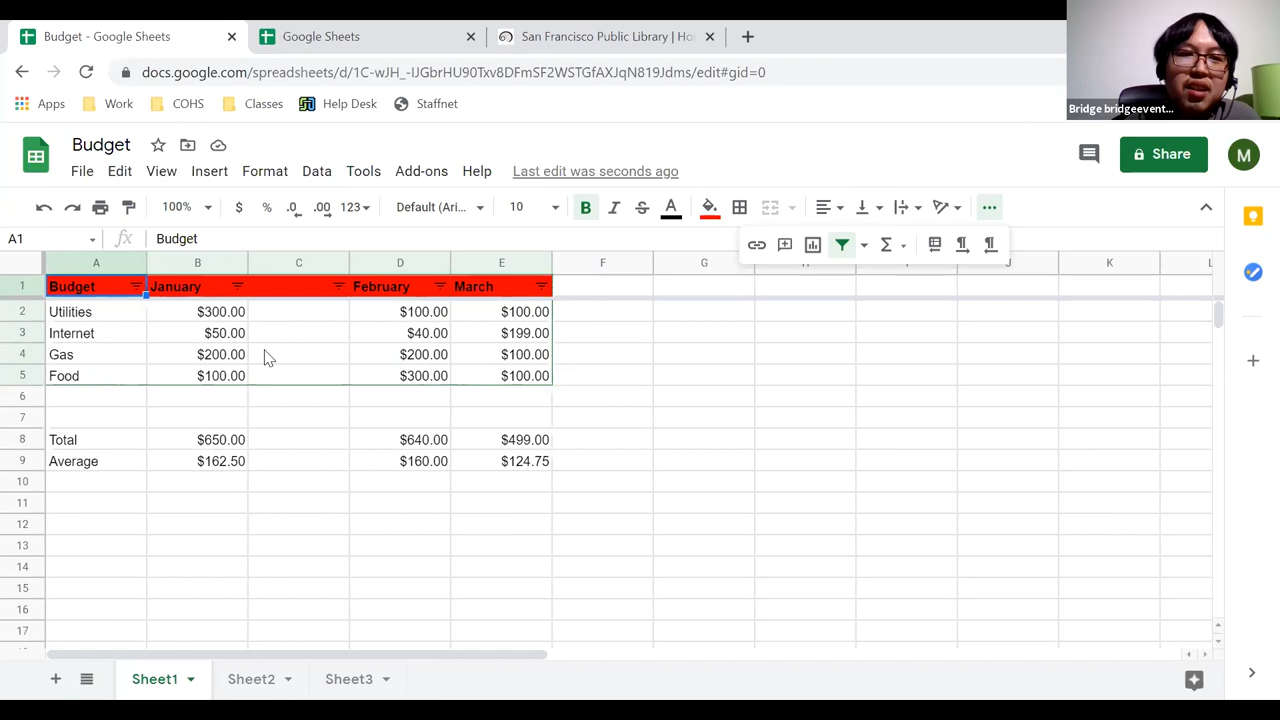 Budget - Google Sheets
Google Sheets
San Francisco Public Library | Ho
docs.google.com/spreadsheets/d/1C-wJH_-IJGbrHU90Txv8DFmSF2WSTGfAXJqN819Jdms/edit#gid=0
Apps Work COHS Classes Help Desk Staffnet
Bridge bridgeevent...
Budget
File Edit View Insert Format Data Tools Add-ons Help Last edit was seconds ago
Share M
100% $ % .0 .00 123 Default (Ari... 10 B I S A
A1 fx Budget
A B C D E F G H I J K L
1 Budget January February March
2 Utilities $300.00 $100.00 $100.00
3 Internet $50.00 $40.00 $199.00
4 Gas $200.00 $200.00 $100.00
5 Food $100.00 $300.00 $100.00
6
7
8 Total $650.00 $640.00 $499.00
9 Average $162.50 $160.00 $124.75
10
11
12
13
14
15
16
17
Sheet1 Sheet2 Sheet3